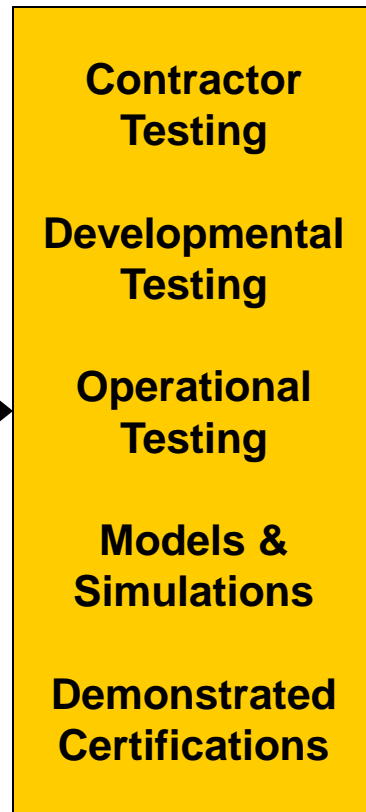 Contractor
Testing
Developmental
Testing
Operational
Testing
Models &
Simulations
Demonstrated
Certifications